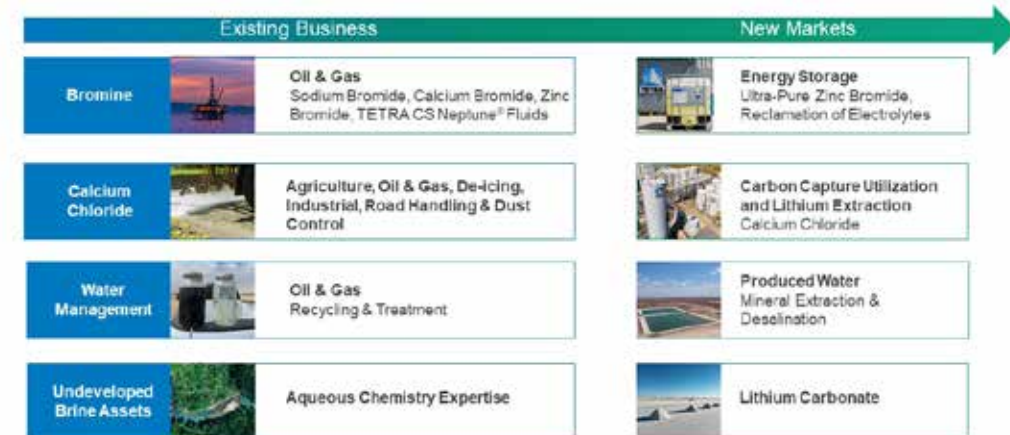 Existing Business
New Markets
Bromine
Oil & Gas
Sodium Bromide, Calcium Bromide, Zinc
Bromide, TETRA CS Neptune® Fluids
Energy Storage
Ultra-Pure Zinc Bromide,
Reclamation of Electrolytes
Calcium
Chloride
Agriculture, Oil & Gas, De-icing,
Industrial, Road Handling & Dust
Control
Carbon Capture Utilization
and Lithium Extraction
Calcium Chloride
Water
Management
Oil & Gas
Recycling & Treatment
Produced Water
Mineral Extraction &
Desalination
Undeveloped
Brine Assets
Aqueous Chemistry Expertise
Lithium Carbonate